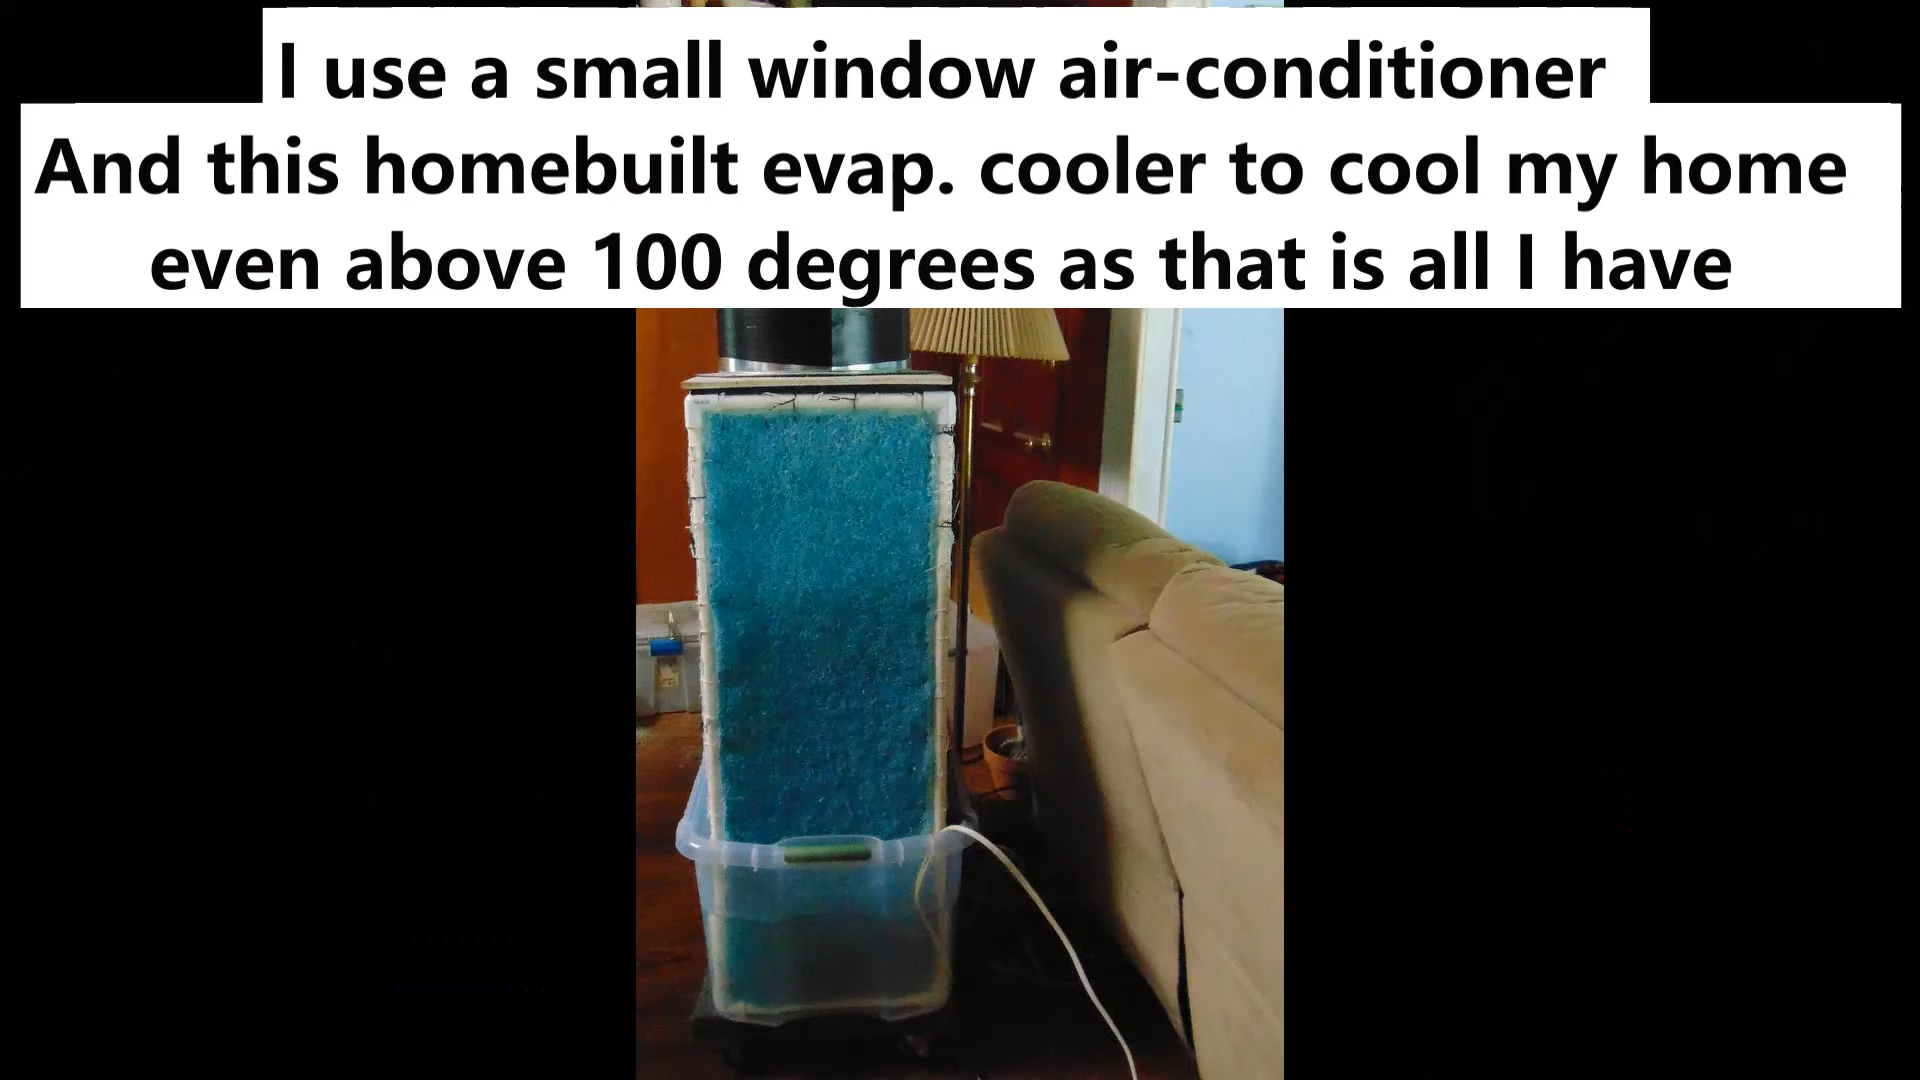 I use a small window air-conditioner
And this homebuilt evap. cooler to cool my home
even above 100 degrees as that is all I have